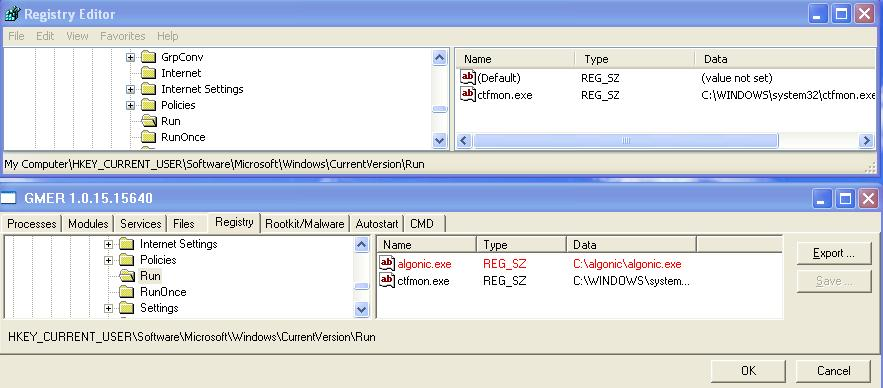 Registry Editor
File Edit View Favorites Help
GrpConv
Internet
Internet Settings
Policies
Run
RunOnce
Name Type Data
ab (Default) REG_SZ (value not set)
ab ctfmon.exe REG_SZ C:\WINDOWS\system32\ctfmon.exe
My Computer\HKEY_CURRENT_USER\Software\Microsoft\Windows\CurrentVersion\Run
GMER 1.0.15.15640
Processes Modules Services Files Registry Rootkit/Malware Autostart CMD
Internet Settings
Policies
Run
RunOnce
Settings
Name Type Data
ab algonic.exe REG_SZ C:\algonic\algonic.exe
ab ctfmon.exe REG_SZ C:\WINDOWS\system...
Export ...
Save ...
HKEY_CURRENT_USER\Software\Microsoft\Windows\CurrentVersion\Run
OK Cancel